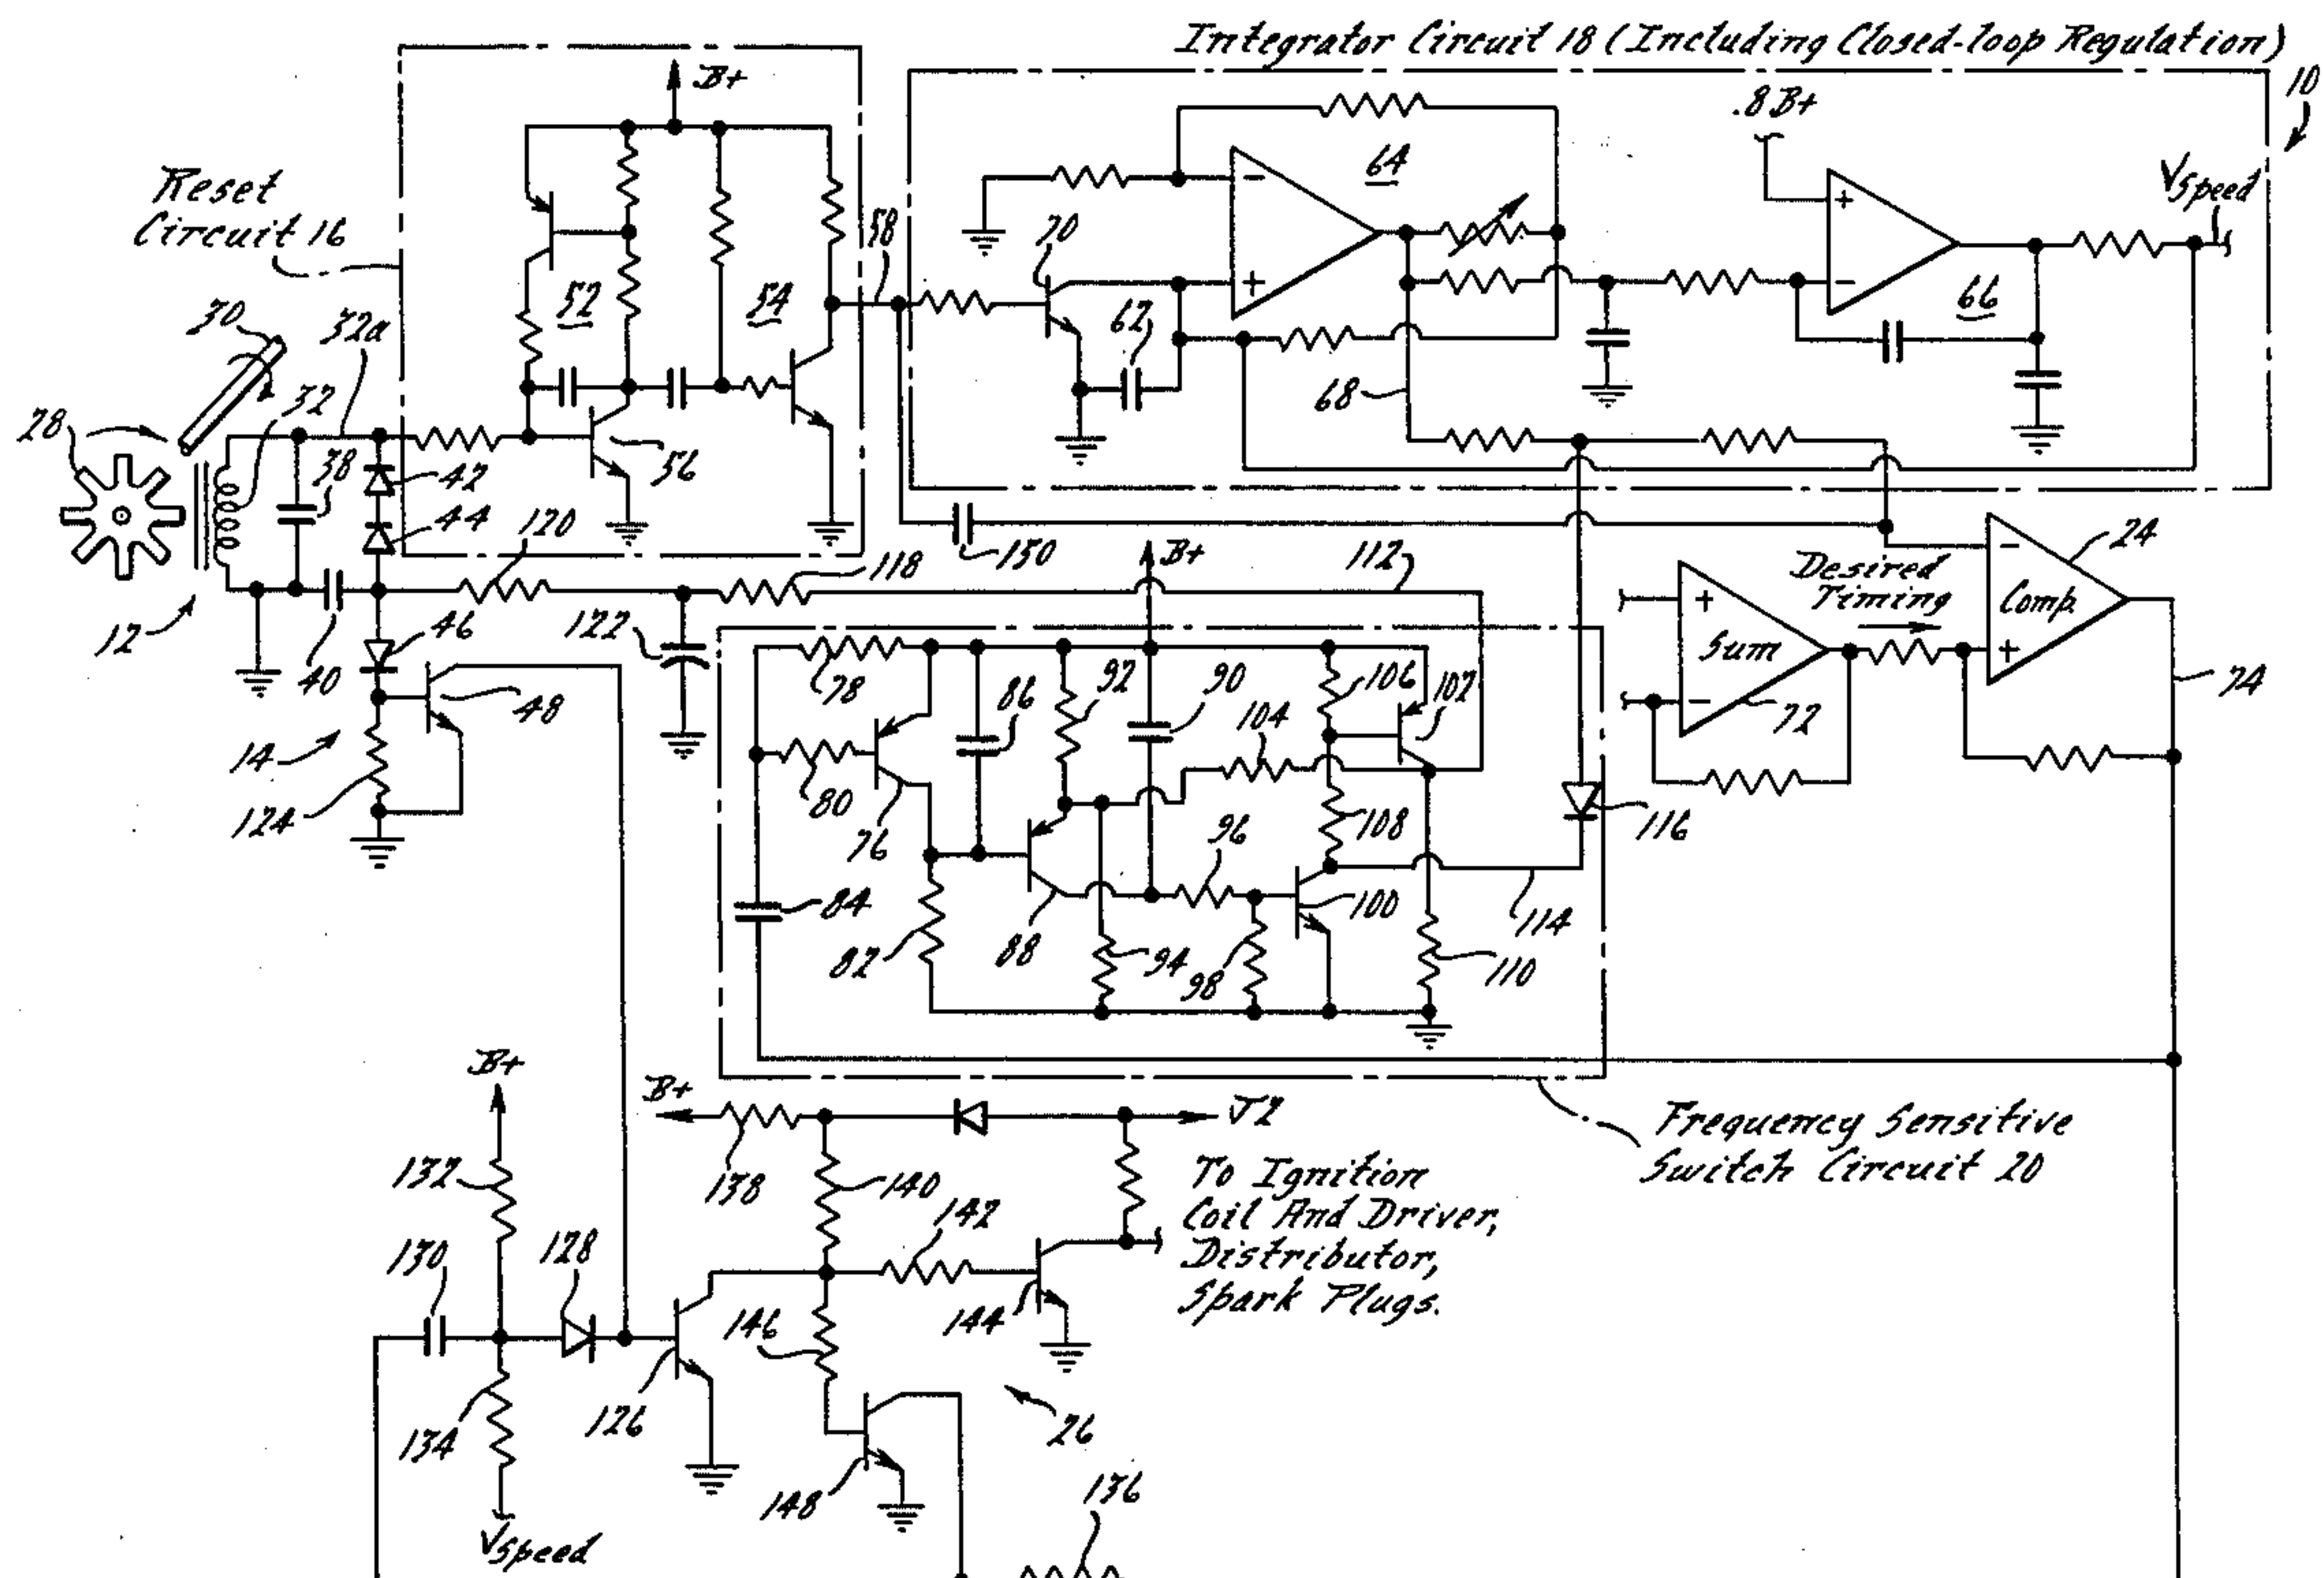 Integrator Circuit 18 (Including Closed-loop Regulation)
10
B+
.8 B+
Reset
Circuit 16
64
Vspeed
58
70
52
54
62
66
30
32a
32
68
28
38
42
56
44
120
150
118
112
B+
24
Desired
Timing
Comp.
12
40
46
122
Sum
78
92
90
106
102
74
48
86
104
72
14
80
108
124
76
96
116
84
100
114
82
88
94
98
110
B+
B+
J2
Frequency Sensitive
Switch Circuit 20
132
138
140
To Ignition
Coil And Driver,
Distributor,
Spark Plugs.
142
130
128
146
144
134
126
26
148
136
Vspeed